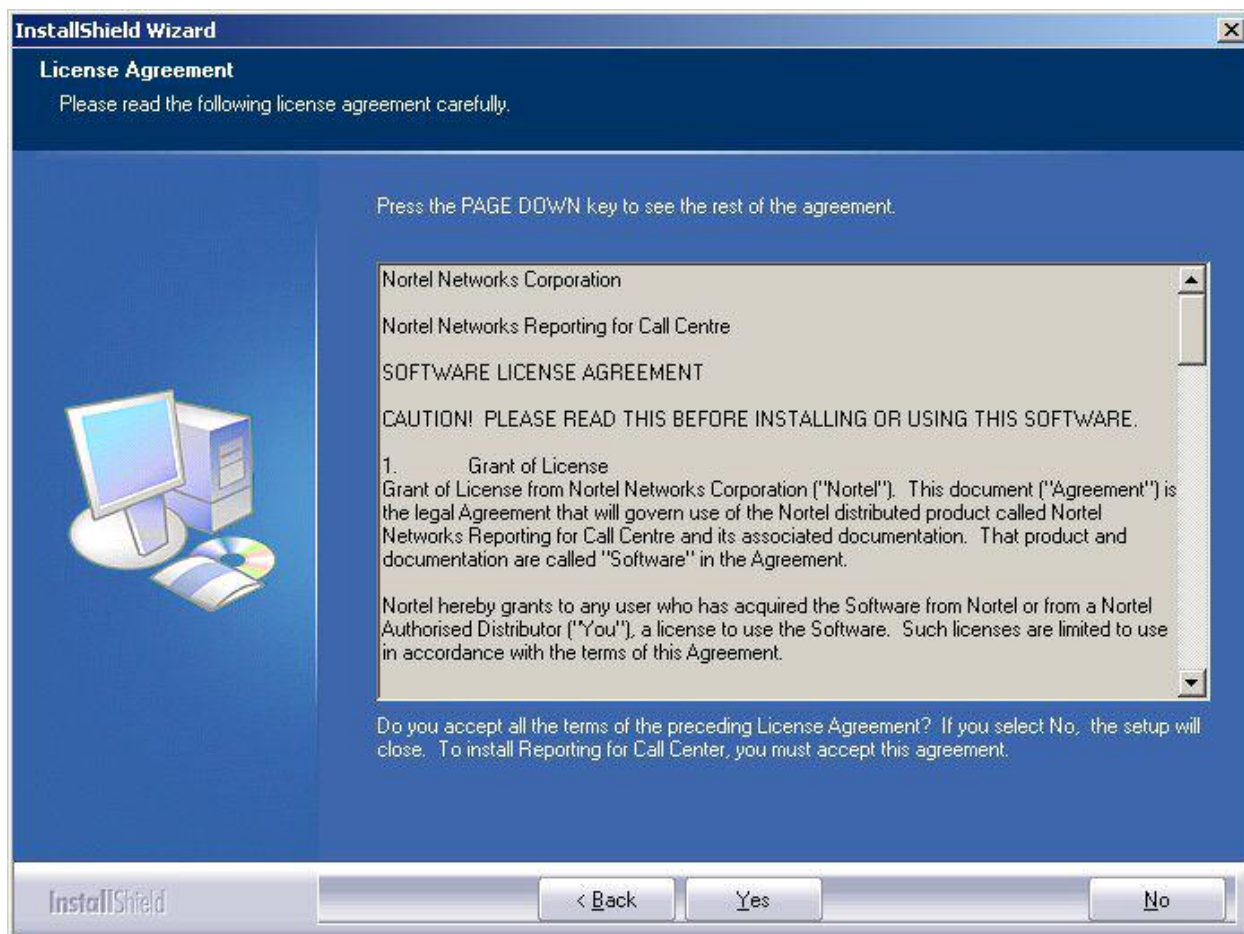 InstallShield Wizard
License Agreement
Please read the following license agreement carefully.
Press the PAGE DOWN key to see the rest of the agreement.
Nortel Networks Corporation
Nortel Networks Reporting for Call Centre
SOFTWARE LICENSE AGREEMENT
CAUTION! PLEASE READ THIS BEFORE INSTALLING OR USING THIS SOFTWARE.
1. Grant of License
Grant of License from Nortel Networks Corporation ("Nortel"). This document ("Agreement") is
the legal Agreement that will govern use of the Nortel distributed product called Nortel
Networks Reporting for Call Centre and its associated documentation. That product and
documentation are called "Software" in the Agreement.
Nortel hereby grants to any user who has acquired the Software from Nortel or from a Nortel
Authorised Distributor ("You"), a license to use the Software. Such licenses are limited to use
in accordance with the terms of this Agreement.
Do you accept all the terms of the preceding License Agreement? If you select No, the setup will
close. To install Reporting for Call Center, you must accept this agreement.
InstallShield
< Back Yes No